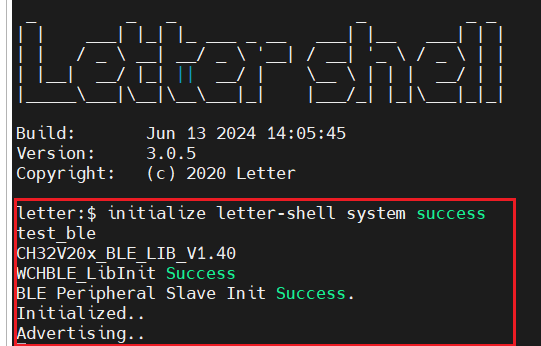 Letter shell
Build:       Jun 13 2024 14:05:45
Version:     3.0.5
Copyright:   (c) 2020 Letter
letter:$ initialize letter-shell system success
test_ble
CH32V20x_BLE_LIB_V1.40
WCHBLE_LibInit Success
BLE Peripheral Slave Init Success.
Initialized..
Advertising..